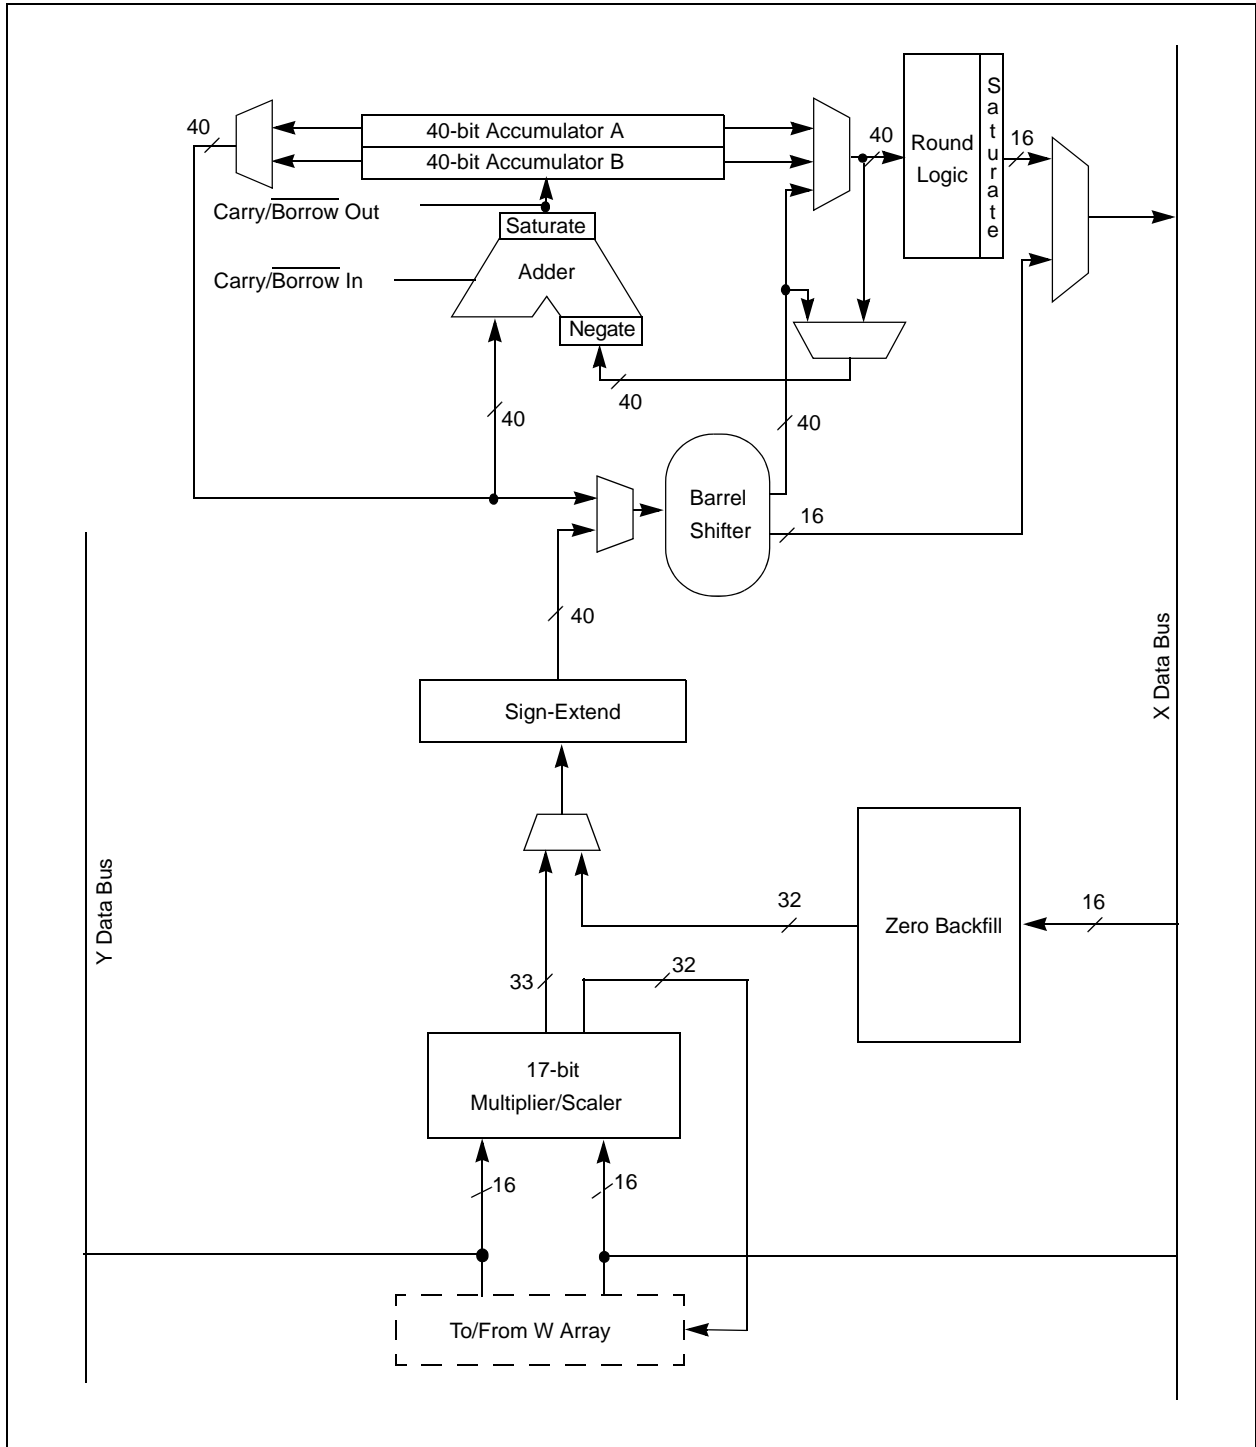 40
40-bit Accumulator A
40-bit Accumulator B
40
Round
Logic
Saturate
16
Carry/Borrow Out
Saturate
Carry/Borrow In
Adder
Negate
40
40
40
Barrel
Shifter
16
40
X Data Bus
Sign-Extend
Y Data Bus
32
Zero Backfill
16
33
32
17-bit
Multiplier/Scaler
16
16
To/From W Array